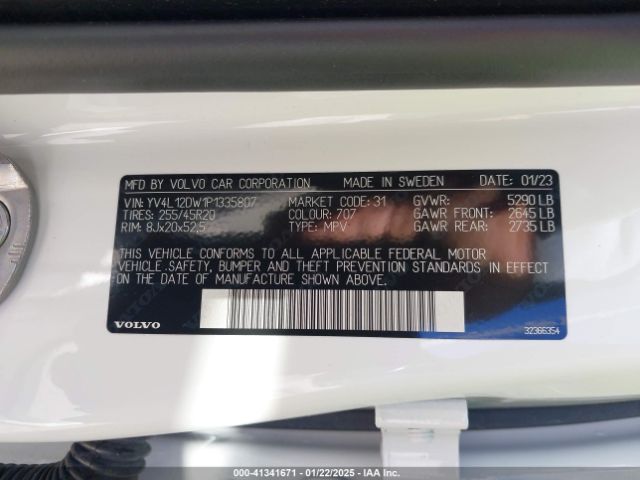 MFD BY VOLVO CAR CORPORATION MADE IN SWEDEN DATE: 01/23
VIN: YV4L12DW1P1335807 MARKET CODE: 31 GVWR: 5290 LB
TIRES: 255/45R20 COLOUR: 707 GAWR FRONT: 2645 LB
RIM: 8Jx20x52,5 TYPE: MPV GAWR REAR: 2735 LB
THIS VEHICLE CONFORMS TO ALL APPLICABLE FEDERAL MOTOR
VEHICLE SAFETY, BUMPER AND THEFT PREVENTION STANDARDS IN EFFECT
ON THE DATE OF MANUFACTURE SHOWN ABOVE.
VOLVO 32366354
000-41341671 - 01/22/2025 - IAA Inc.